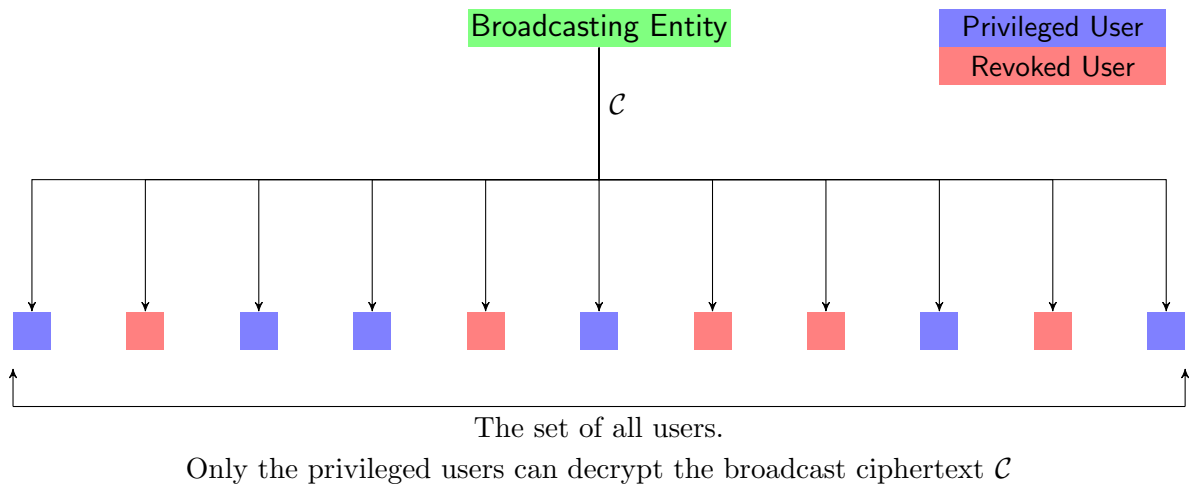 Broadcasting Entity
Privileged User
Revoked User
𝒞
The set of all users.
Only the privileged users can decrypt the broadcast ciphertext 𝒞